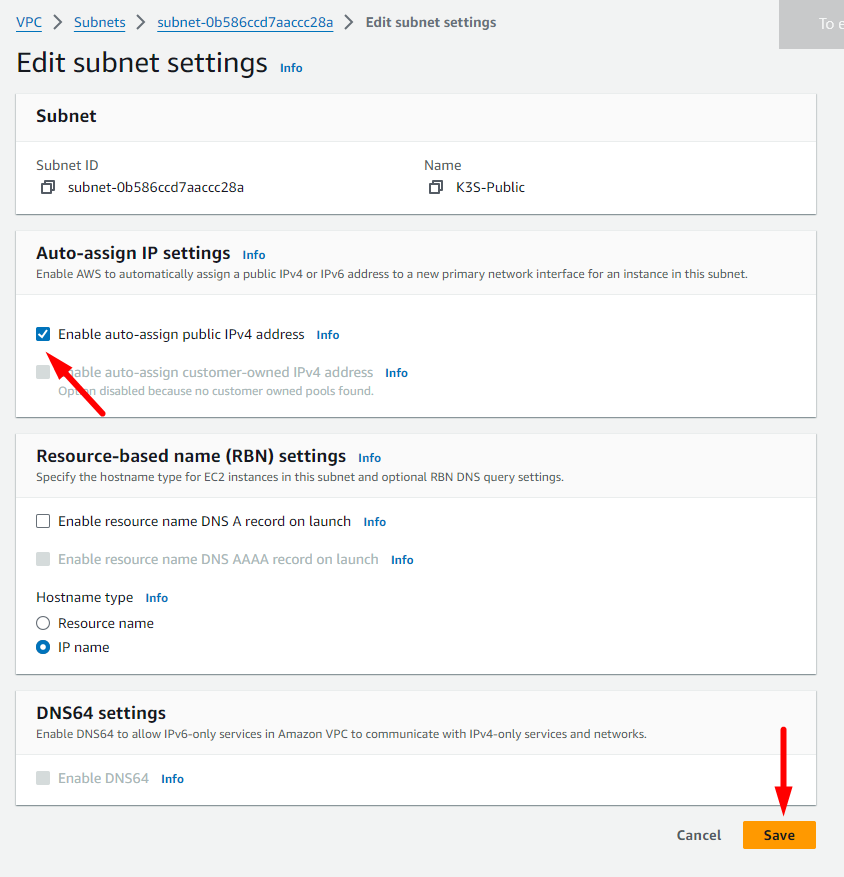 VPC > Subnets > subnet-0b586ccd7aaccc28a > Edit subnet settings
To
Edit subnet settings Info
Subnet
Subnet ID
subnet-0b586ccd7aaccc28a
Name
K3S-Public
Auto-assign IP settings Info
Enable AWS to automatically assign a public IPv4 or IPv6 address to a new primary network interface for an instance in this subnet.
Enable auto-assign public IPv4 address Info
Enable auto-assign customer-owned IPv4 address Info
Option disabled because no customer owned pools found.
Resource-based name (RBN) settings Info
Specify the hostname type for EC2 instances in this subnet and optional RBN DNS query settings.
Enable resource name DNS A record on launch Info
Enable resource name DNS AAAA record on launch Info
Hostname type Info
Resource name
IP name
DNS64 settings
Enable DNS64 to allow IPv6-only services in Amazon VPC to communicate with IPv4-only services and networks.
Enable DNS64 Info
Cancel Save